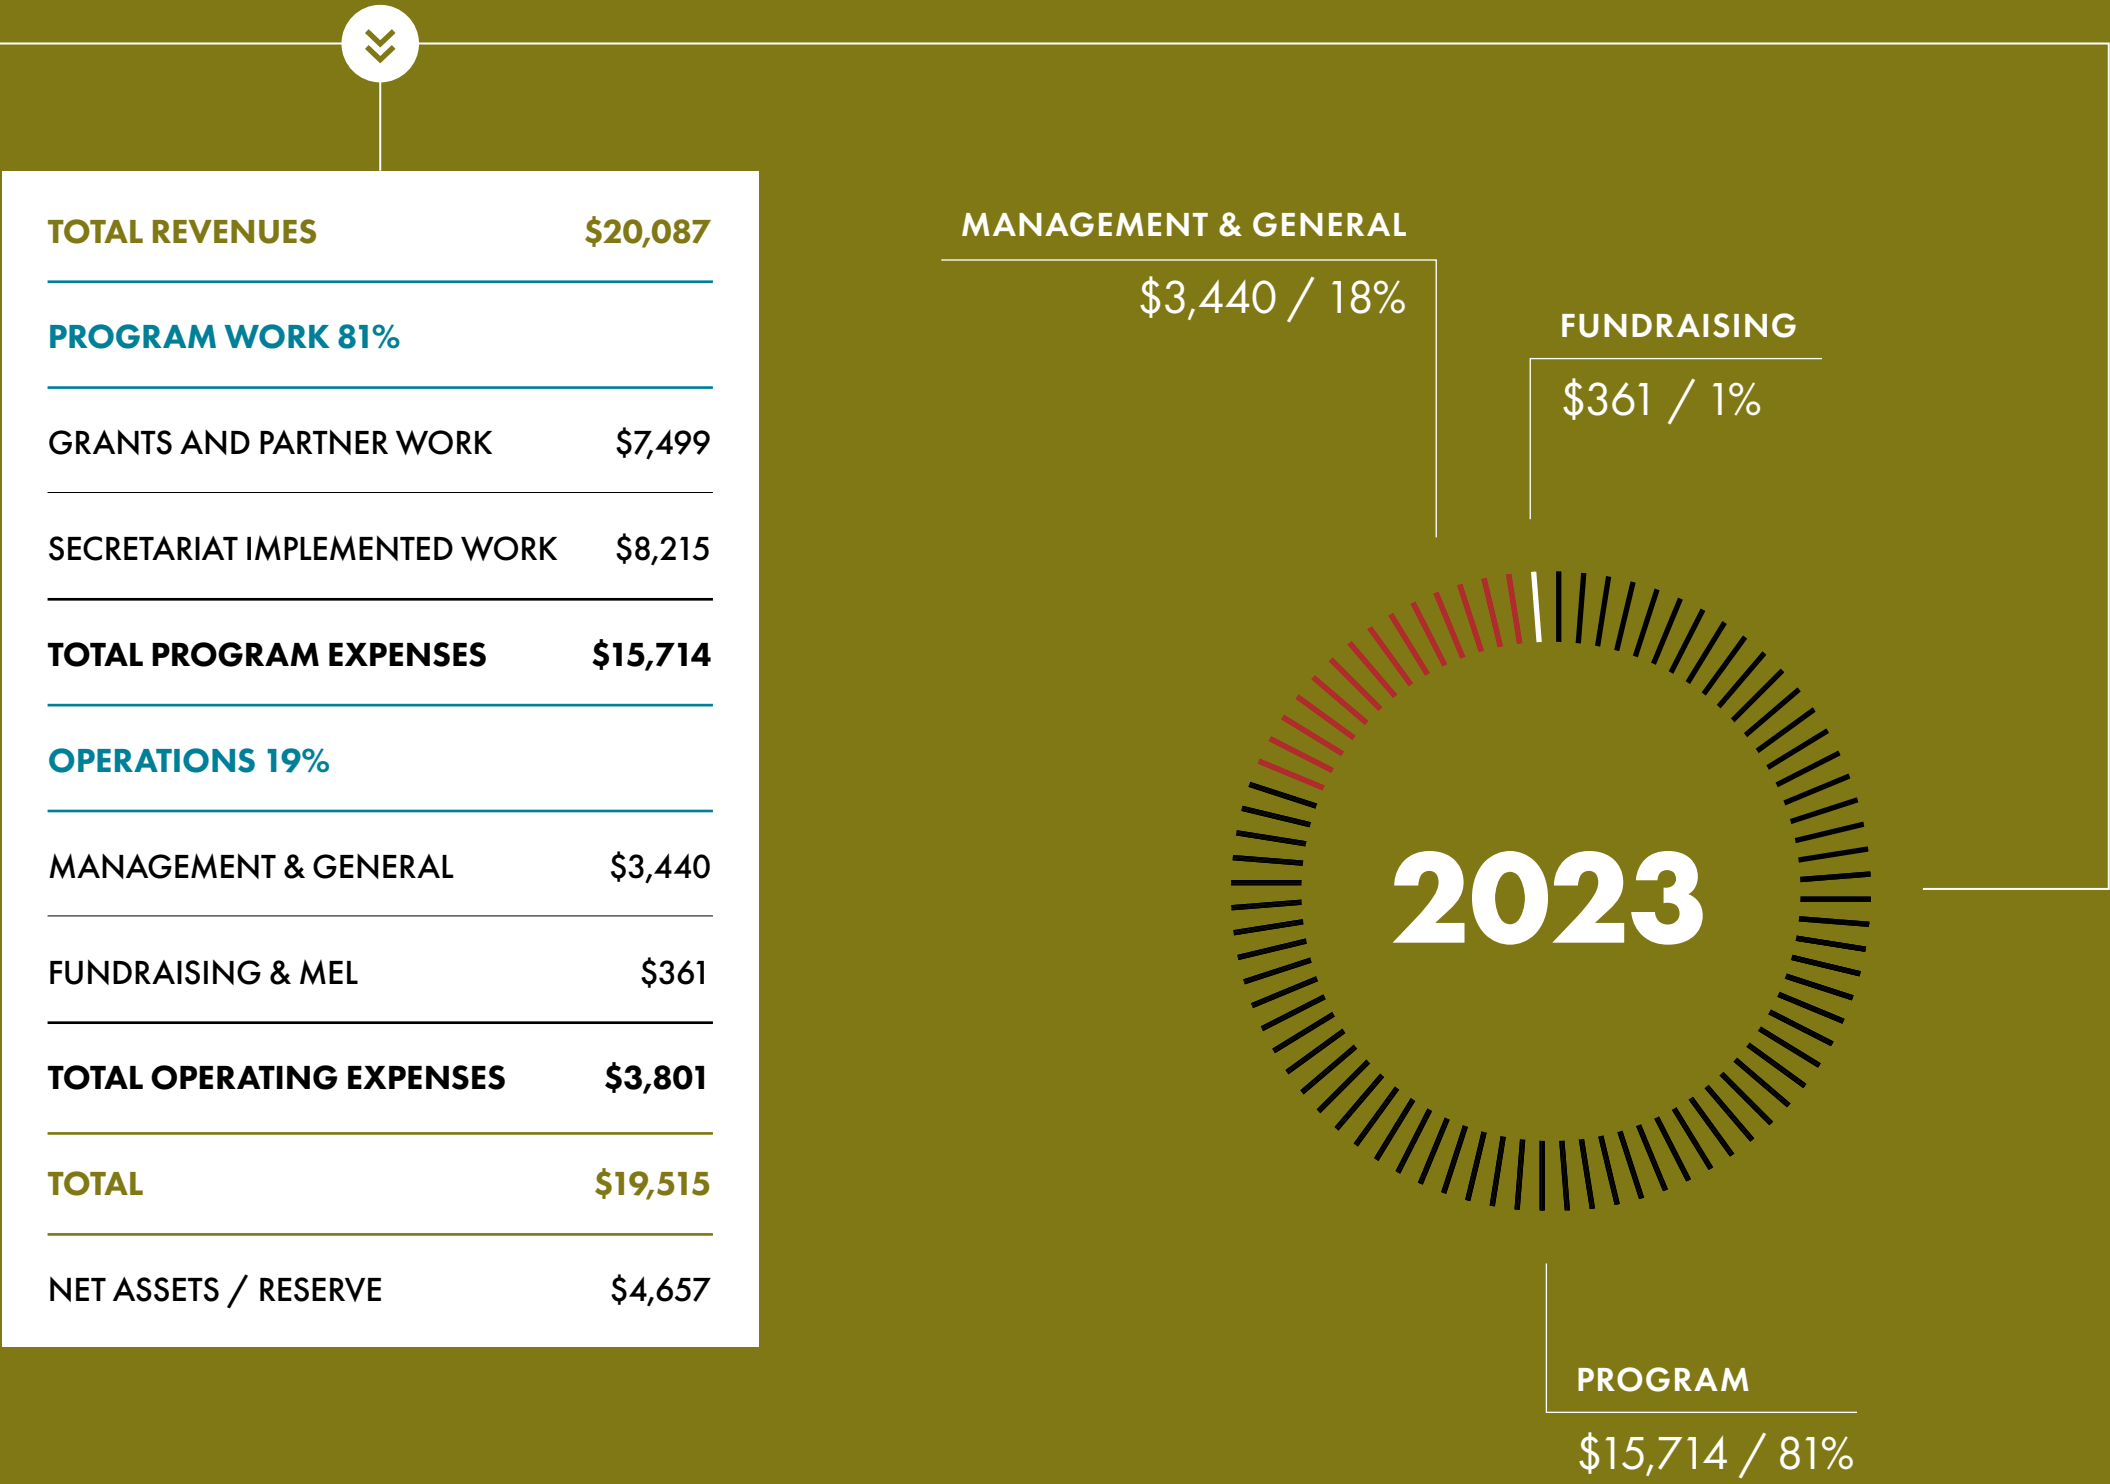 TOTAL REVENUES $20,087
PROGRAM WORK 81%
GRANTS AND PARTNER WORK $7,499
SECRETARIAT IMPLEMENTED WORK $8,215
TOTAL PROGRAM EXPENSES $15,714
OPERATIONS 19%
MANAGEMENT & GENERAL $3,440
FUNDRAISING & MEL $361
TOTAL OPERATING EXPENSES $3,801
TOTAL $19,515
NET ASSETS / RESERVE $4,657
MANAGEMENT & GENERAL
$3,440 / 18%
FUNDRAISING
$361 / 1%
2023
PROGRAM
$15,714 / 81%